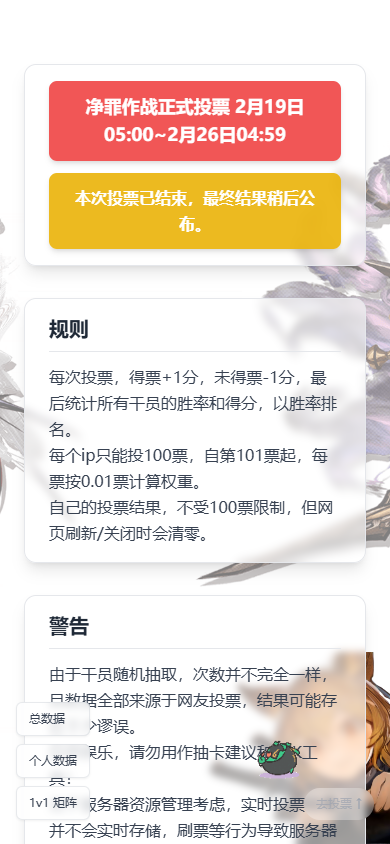 净罪作战正式投票 2月19日
05:00~2月26日04:59
本次投票已结束，最终结果稍后公
布。
规则
每次投票，得票+1分，未得票-1分，最
后统计所有干员的胜率和得分，以胜率排
名。
每个ip只能投100票，自第101票起，每
票按0.01票计算权重。
自己的投票结果，不受100票限制，但网
页刷新/关闭时会清零。
警告
由于干员随机抽取，次数并不完全一样，
且数据全部来源于网友投票，结果可能存
谬误。
总数据
娱乐，请勿用作抽卡建议
工
具！
个人数据
服务器资源管理考虑，实时投票
1v1 矩阵
去投票↑
并不会实时存储，刷票等行为导致服务器